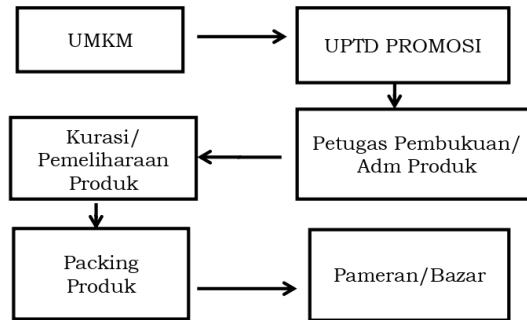 UMKM
UPTD PROMOSI
Petugas Pembukuan/
Adm Produk
Kurasi/
Pemeliharaan
Produk
Packing
Produk
Pameran/Bazar